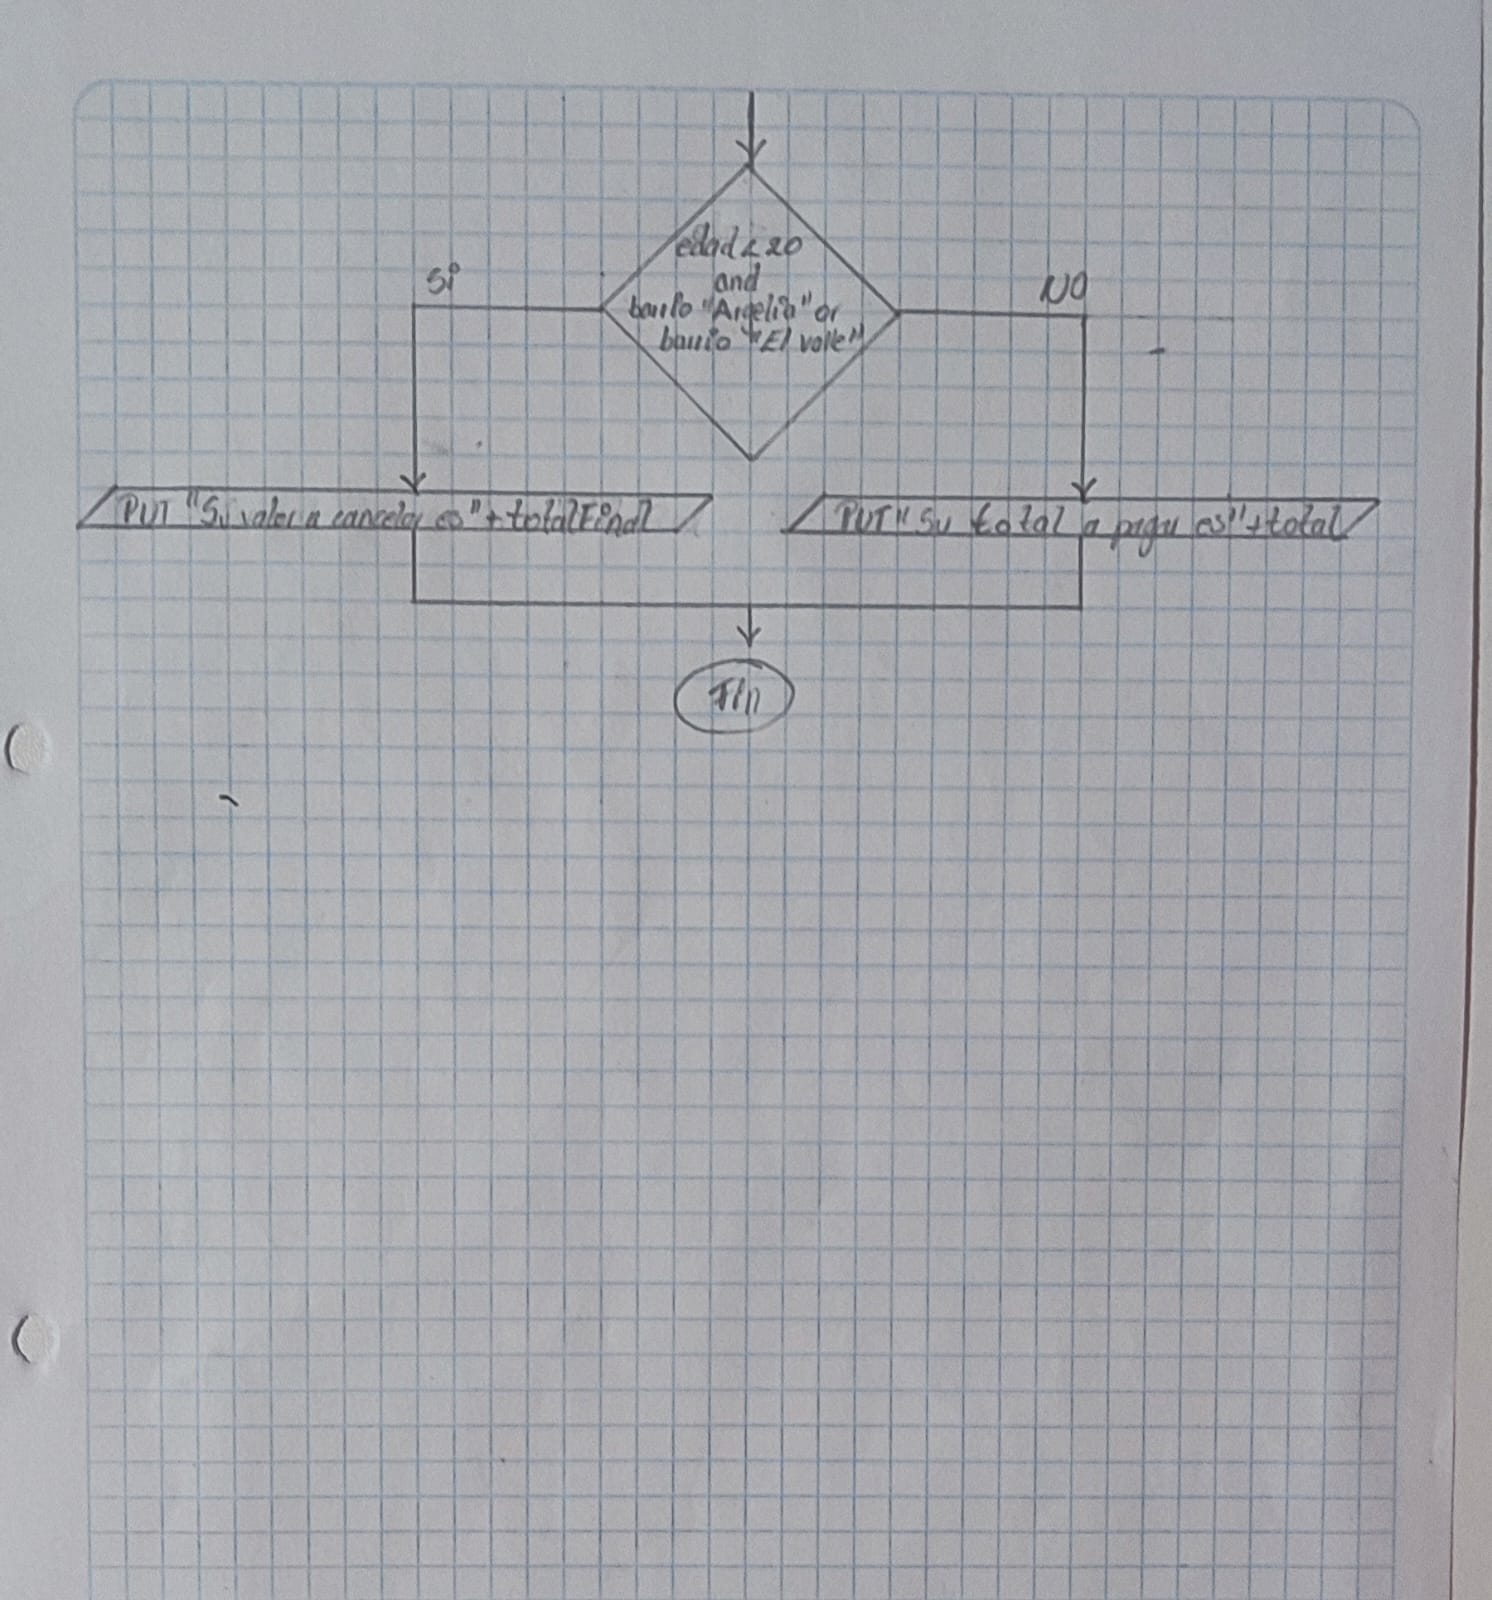 edad < 20
and
Si
NO
barrio "Argelia" or
barrio "El valle"
PUT "Su valor a cancelar es" + totalFinal
PUT "Su total a pagar es" + total
Fin